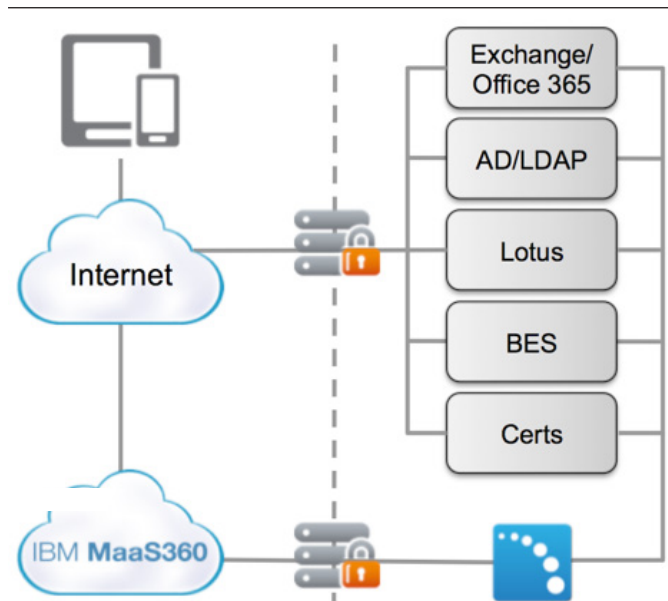 Exchange/
Office 365
AD/LDAP
Internet
Lotus
BES
Certs
IBM MaaS360